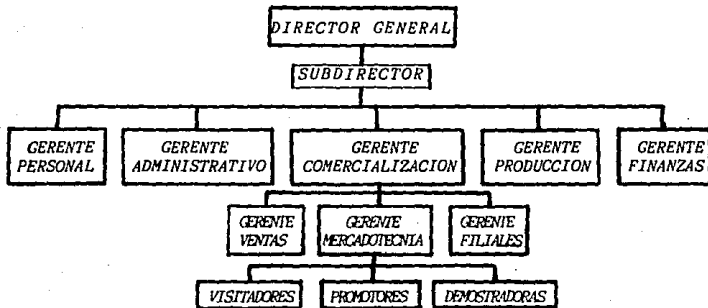 DIRECTOR GENERAL
SUBDIRECTOR
GERENTE
PERSONAL
GERENTE
ADMINISTRATIVO
GERENTE
COMERCIALIZACION
GERENTE
PRODUCCION
GERENTE
FINANZAS
GERENTE
VENTAS
GERENTE
MERCADOTECNIA
GERENTE
FILIALES
VISITADORES
PROMOTORES
DEMOSTRADORAS